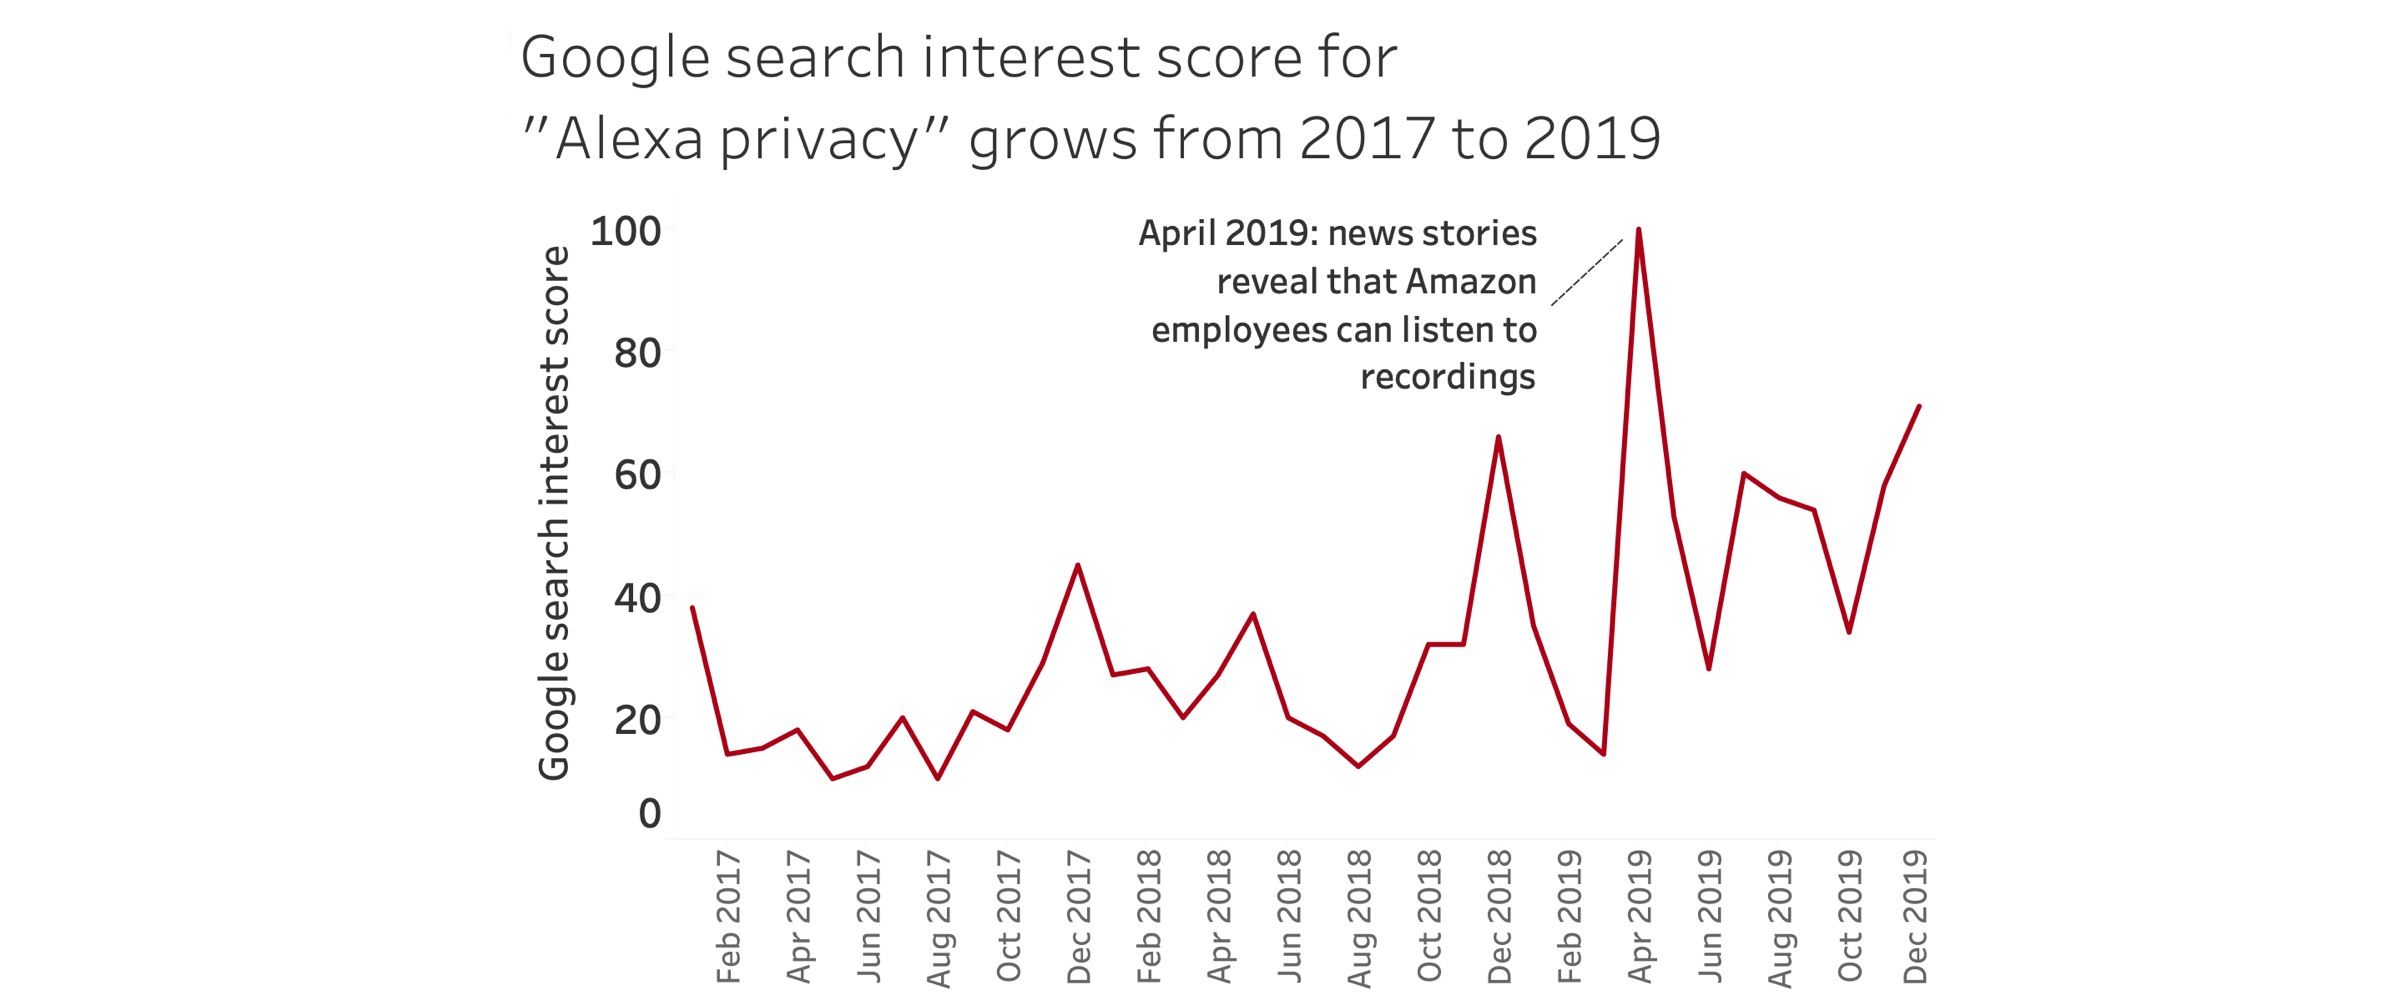 Google search interest score for
"Alexa privacy" grows from 2017 to 2019
Google search interest score
100
80
60
40
20
0
April 2019: news stories
reveal that Amazon
employees can listen to
recordings
Feb 2017
Apr 2017
Jun 2017
Aug 2017
Oct 2017
Dec 2017
Feb 2018
Apr 2018
Jun 2018
Aug 2018
Oct 2018
Dec 2018
Feb 2019
Apr 2019
Jun 2019
Aug 2019
Oct 2019
Dec 2019